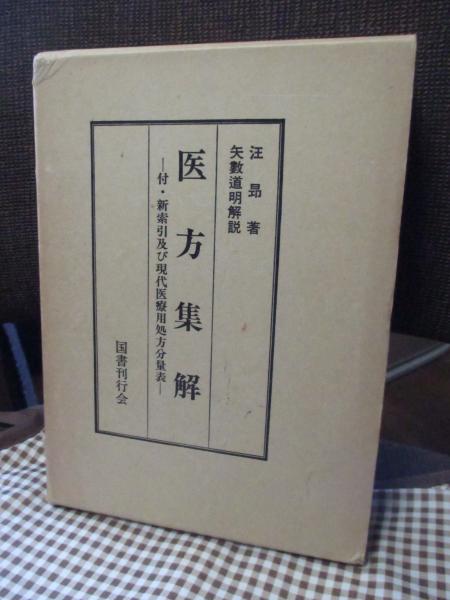 汪昂著
矢數道明解説
医方集解
―付・新索引及び現代医療用処方分量表―
国書刊行会